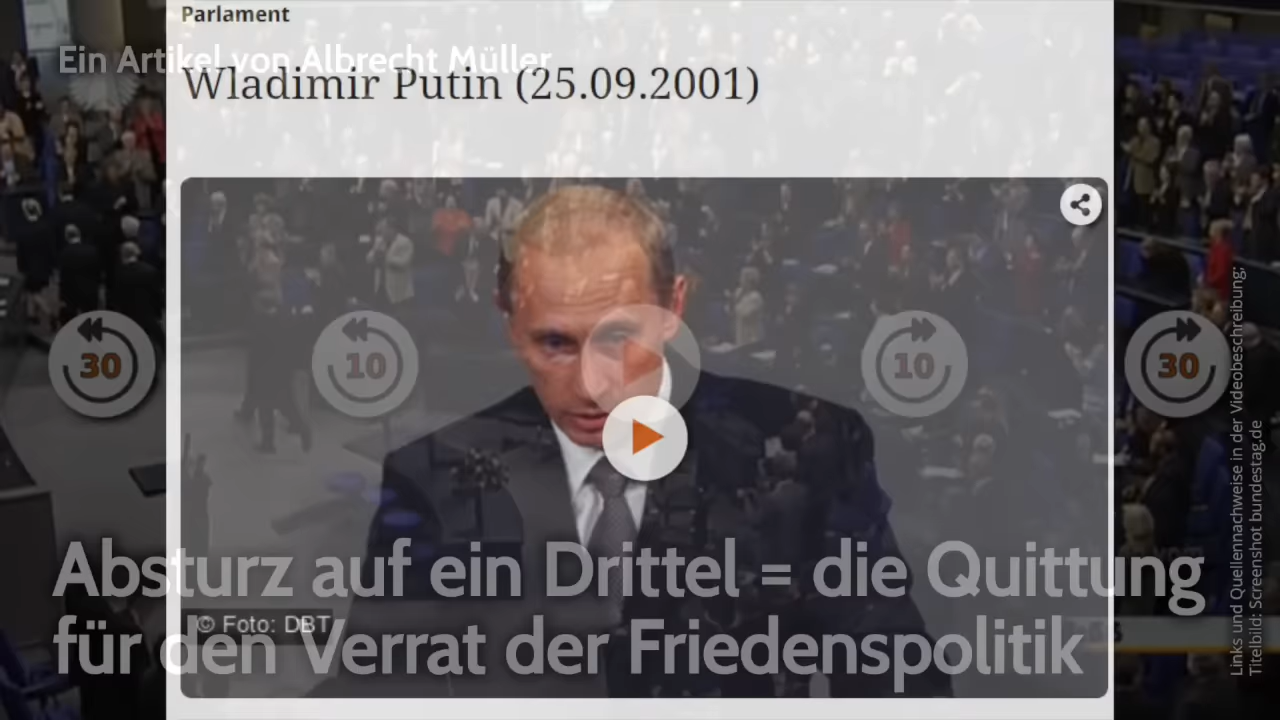 Parlament
Ein Artikel von Albrecht Müller
Wladimir Putin (25.09.2001)
30
10
10
30
Absturz auf ein Drittel = die Quittung
für den Verrat der Friedenspolitik
© Foto: DBT
Links und Quellennachweise in der Videobeschreibung;
Titelbild: Screenshot bundestag.de